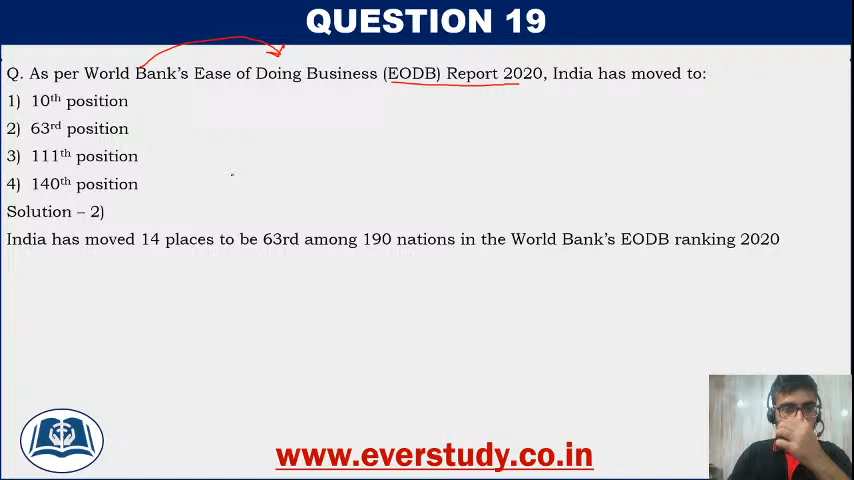 QUESTION 19
Q. As per World Bank's Ease of Doing Business (EODB) Report 2020, India has moved to:
1) 10th position
2) 63rd position
3) 111th position
4) 140th position
Solution – 2)
India has moved 14 places to be 63rd among 190 nations in the World Bank's EODB ranking 2020
www.everstudy.co.in